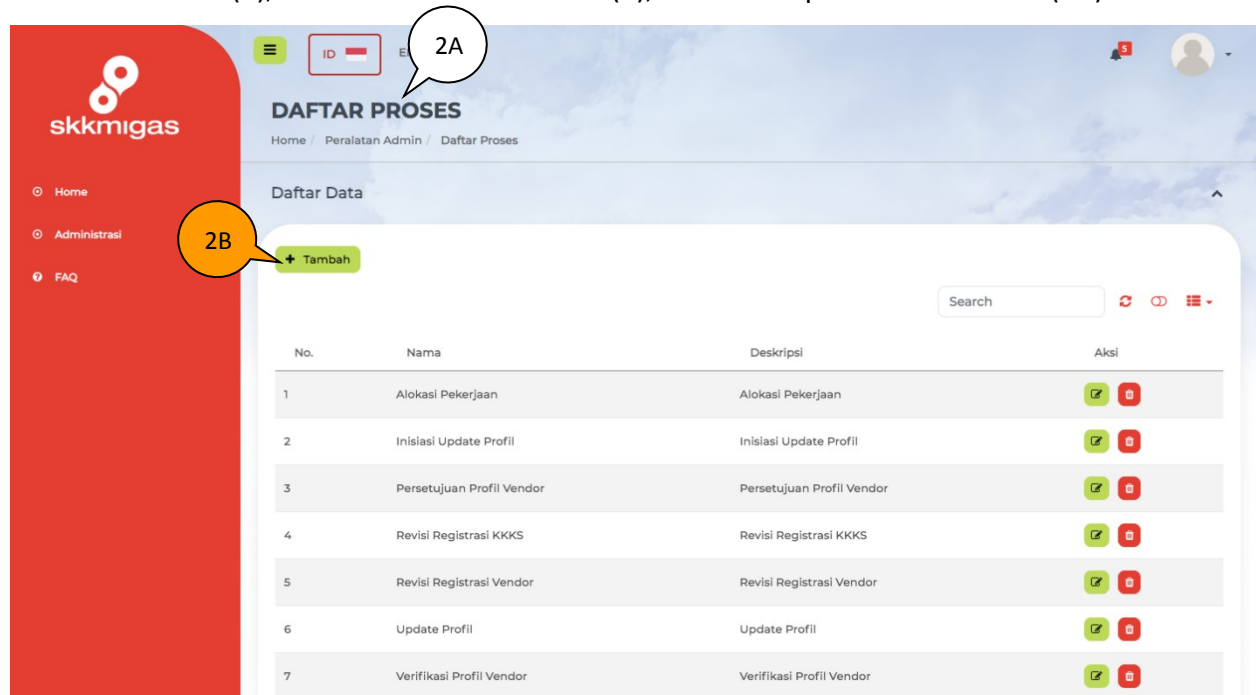 ID
2A
5
DAFTAR PROSES
Home / Peralatan Admin / Daftar Proses
skkmigas
Home
Administrasi
FAQ
Daftar Data
2B
+ Tambah
Search
No. Nama Deskripsi Aksi
1 Alokasi Pekerjaan Alokasi Pekerjaan
2 Inisiasi Update Profil Inisiasi Update Profil
3 Persetujuan Profil Vendor Persetujuan Profil Vendor
4 Revisi Registrasi KKKS Revisi Registrasi KKKS
5 Revisi Registrasi Vendor Revisi Registrasi Vendor
6 Update Profil Update Profil
7 Verifikasi Profil Vendor Verifikasi Profil Vendor